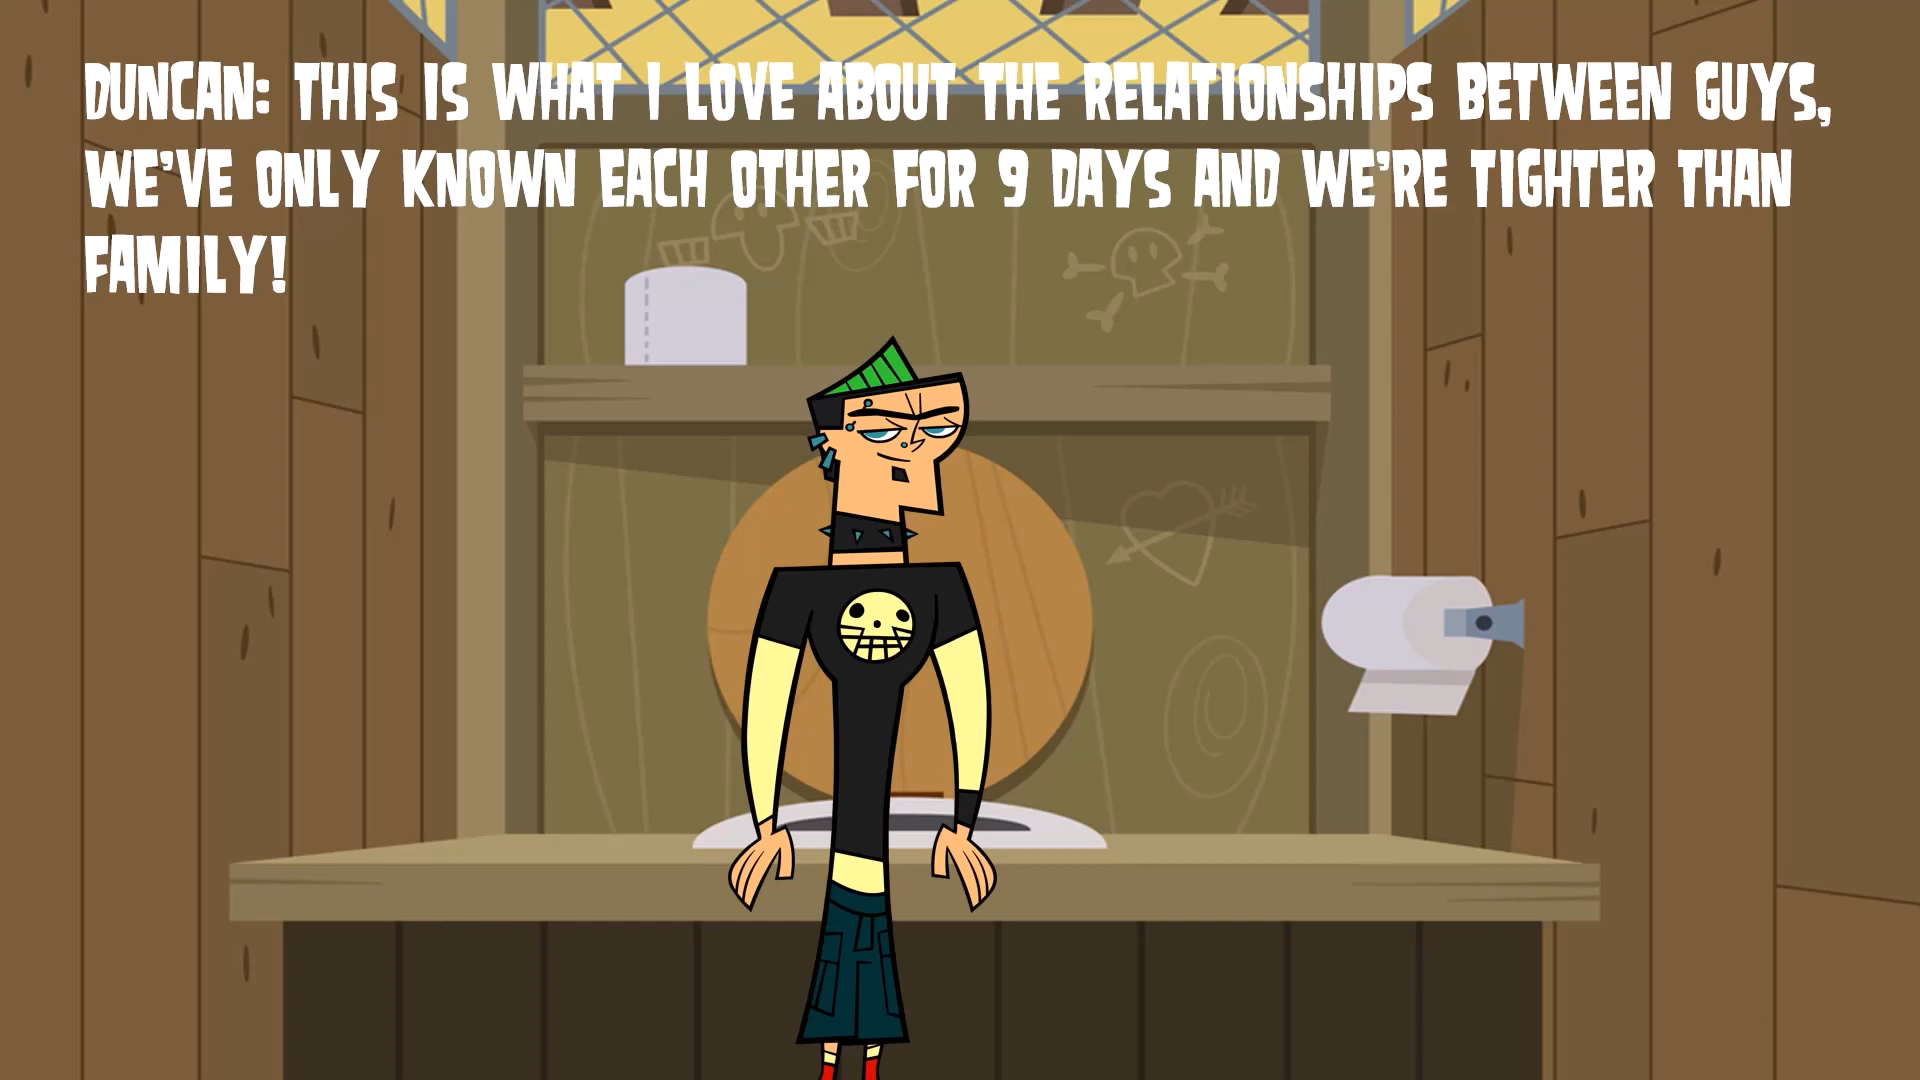 DUNCAN: THIS IS WHAT I LOVE ABOUT THE RELATIONSHIPS BETWEEN GUYS,
WE'VE ONLY KNOWN EACH OTHER FOR 9 DAYS AND WE'RE TIGHTER THAN
FAMILY!